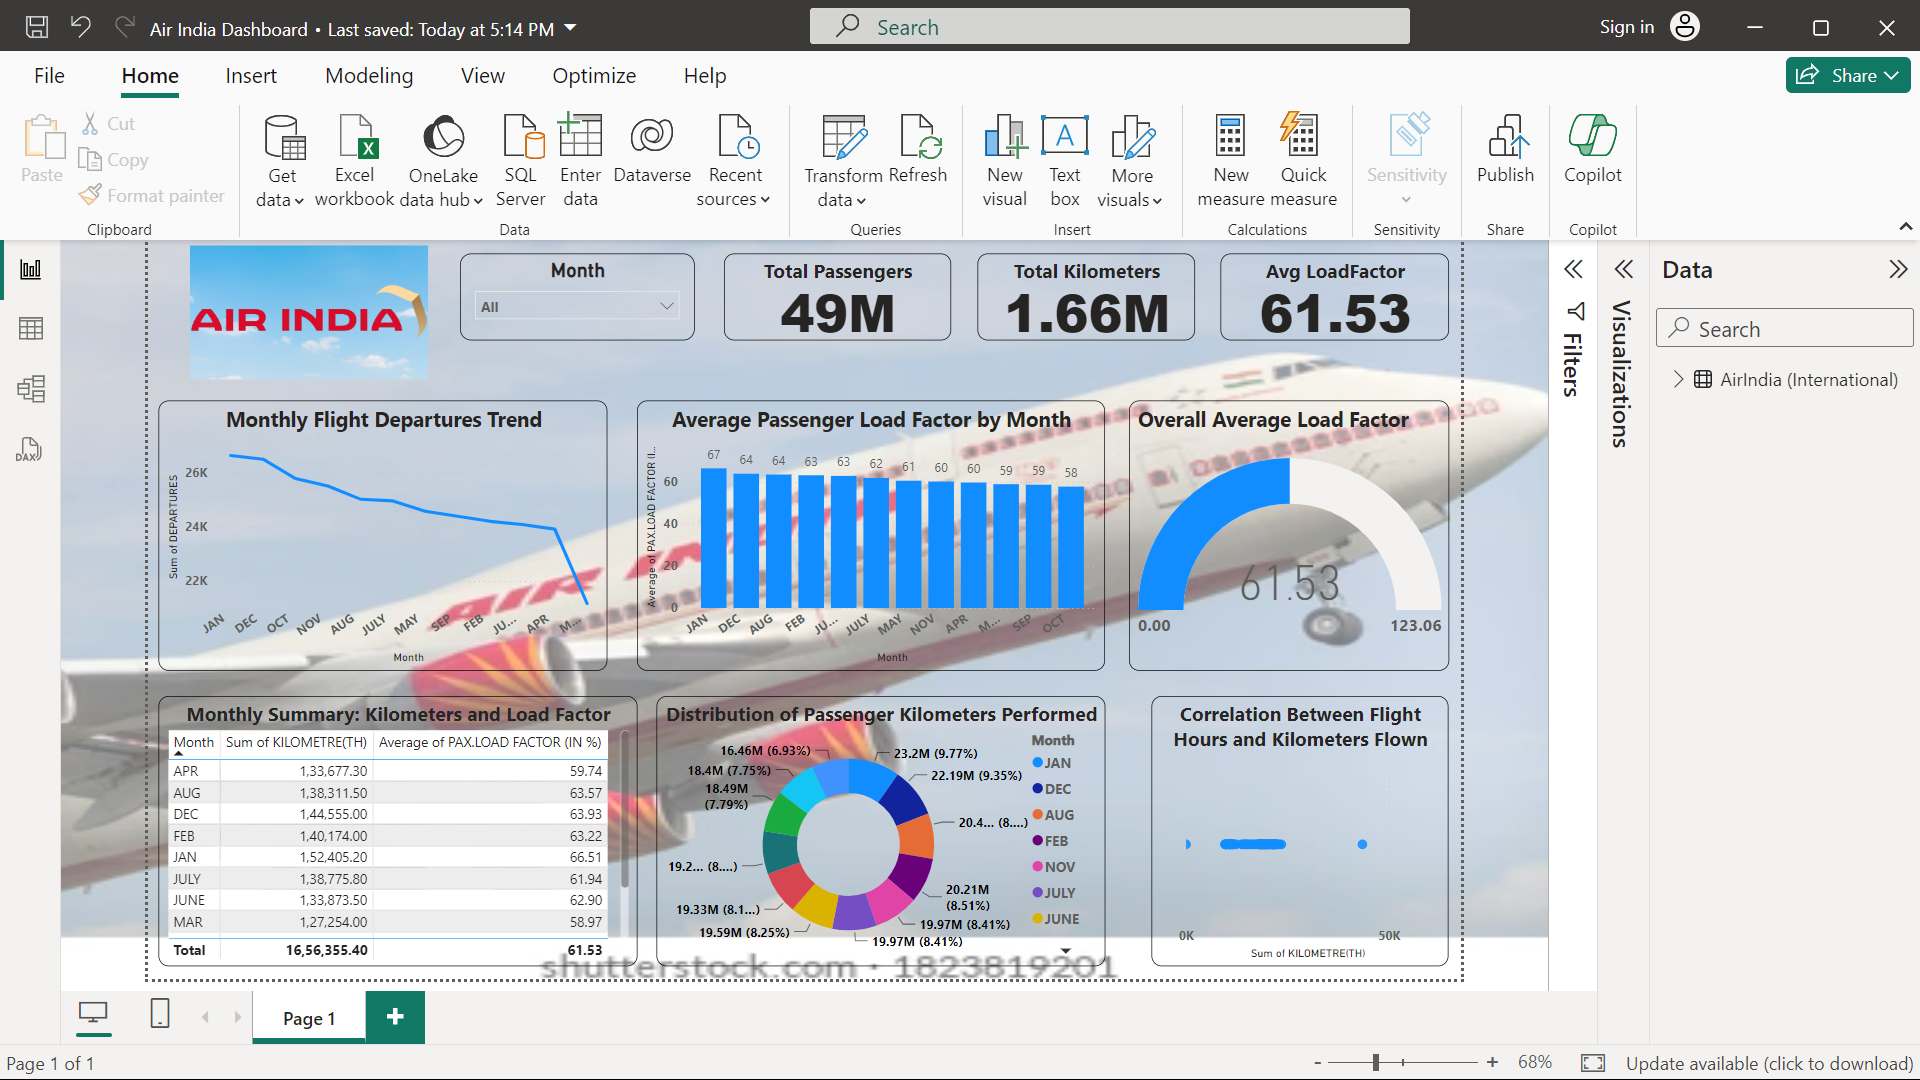 Air India Dashboard • Last saved: Today at 5:14 PM
Search
Sign in
File Home Insert Modeling View Optimize Help
Share
Paste
Cut
Copy
Format painter
Clipboard
Get data
Excel workbook
OneLake data hub
SQL Server
Enter data
Dataverse
Recent sources
Data
Transform data
Refresh
Queries
New visual
Text box
More visuals
Insert
New measure
Quick measure
Calculations
Sensitivity
Sensitivity
Publish
Share
Copilot
Copilot
AIR INDIA
Month
All
Total Passengers
49M
Total Kilometers
1.66M
Avg LoadFactor
61.53
Monthly Flight Departures Trend
Sum of DEPARTURES
26K
24K
22K
JAN DEC OCT NOV AUG JULY MAY SEP FEB JU... APR M...
Month
Average Passenger Load Factor by Month
Average of PAX.LOAD FACTOR (I...
60
40
20
0
67 64 64 63 63 62 61 60 60 59 59 58
JAN DEC AUG FEB JU... JULY MAY NOV APR M... SEP OCT
Month
Overall Average Load Factor
61.53
0.00
123.06
Monthly Summary: Kilometers and Load Factor
Month Sum of KILOMETRE(TH) Average of PAX.LOAD FACTOR (IN %)
APR 1,33,677.30 59.74
AUG 1,38,311.50 63.57
DEC 1,44,555.00 63.93
FEB 1,40,174.00 63.22
JAN 1,52,405.20 66.51
JULY 1,38,775.80 61.94
JUNE 1,33,873.50 62.90
MAR 1,27,254.00 58.97
Total 16,56,355.40 61.53
Distribution of Passenger Kilometers Performed
23.2M (9.77%)
22.19M (9.35%)
20.4... (8....)
20.21M (8.51%)
19.97M (8.41%)
19.97M (8.41%)
19.59M (8.25%)
19.33M (8.1...)
19.2... (8....)
18.49M (7.79%)
18.4M (7.75%)
16.46M (6.93%)
Month
JAN
DEC
AUG
FEB
NOV
JULY
JUNE
Correlation Between Flight
Hours and Kilometers Flown
0K
50K
Sum of KILOMETRE(TH)
shutterstock.com · 1823819201
Filters
Visualizations
Data
Search
AirIndia (International)
DAX
Page 1
Page 1 of 1
- + 68%
Update available (click to download)